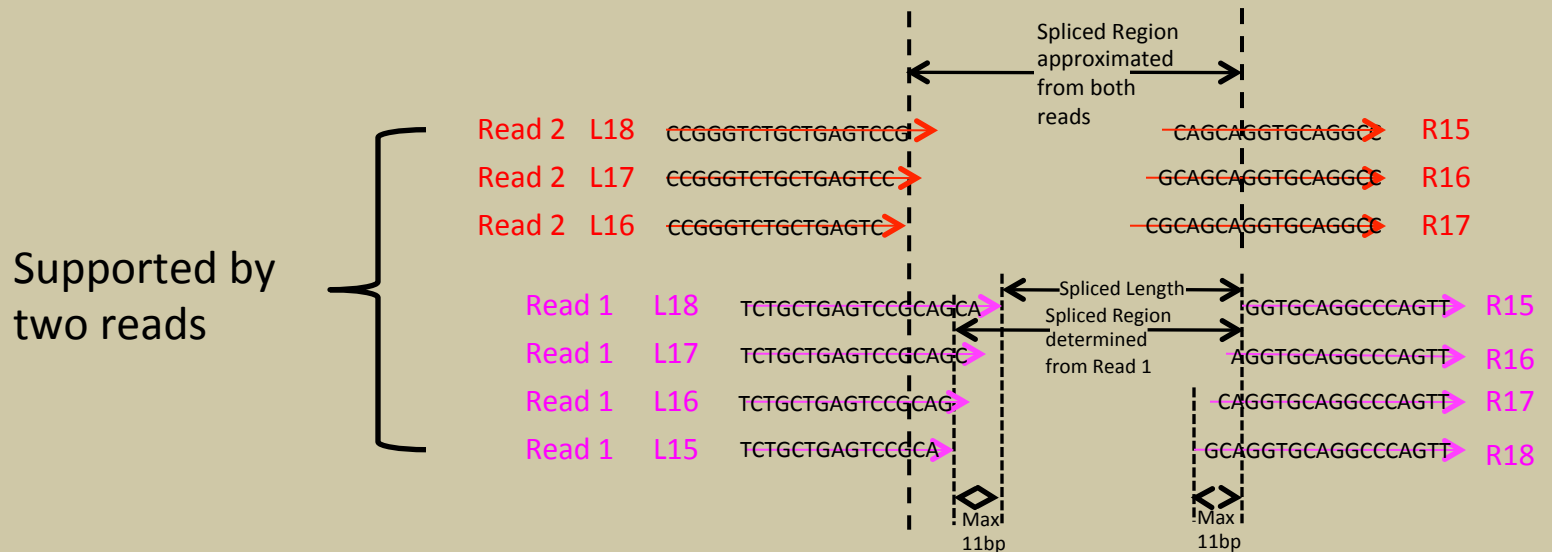 Spliced Region
approximated
from both
reads
Read 2 L18 CCGGGTCTGCTGAGTCCG CAGCAGGTGCAGGCC R15
Read 2 L17 CCGGGTCTGCTGAGTCC GCAGCAGGTGCAGGCC R16
Read 2 L16 CCGGGTCTGCTGAGTC CGCAGCAGGTGCAGGCC R17
Supported by
two reads
Spliced Length
Read 1 L18 TCTGCTGAGTCCGCAGCA GGTGCAGGCCCAGTT R15
Spliced Region
determined
from Read 1
Read 1 L17 TCTGCTGAGTCCGCAGC AGGTGCAGGCCCAGTT R16
Read 1 L16 TCTGCTGAGTCCGCAG CAGGTGCAGGCCCAGTT R17
Read 1 L15 TCTGCTGAGTCCGCA GCAGGTGCAGGCCCAGTT R18
Max
11bp
Max
11bp